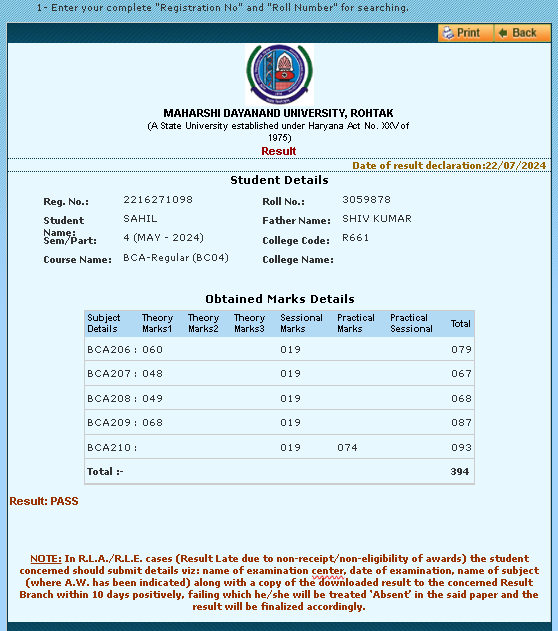 1- Enter your complete "Registration No" and "Roll Number" for searching.
Print Back
MAHARSHI DAYANAND UNIVERSITY, ROHTAK
(A State University established under Haryana Act No. XXV of
1975)
Result
Date of result declaration:22/07/2024
Student Details
Reg. No.: 2216271098 Roll No.: 3059878
Student Name: SAHIL Father Name: SHIV KUMAR
Sem/Part: 4 (MAY - 2024) College Code: R661
Course Name: BCA-Regular (BC04) College Name:
Obtained Marks Details
Subject Details Theory Marks1 Theory Marks2 Theory Marks3 Sessional Marks Practical Marks Practical Sessional Total
BCA206 : 060 019 079
BCA207 : 048 019 067
BCA208 : 049 019 068
BCA209 : 068 019 087
BCA210 : 019 074 093
Total :- 394
Result: PASS
NOTE: In R.L.A./R.L.E. cases (Result Late due to non-receipt/non-eligibility of awards) the student
concerned should submit details viz: name of examination center, date of examination, name of subject
(where A.W. has been indicated) along with a copy of the downloaded result to the concerned Result
Branch within 10 days positively, failing which he/she will be treated 'Absent' in the said paper and the
result will be finalized accordingly.